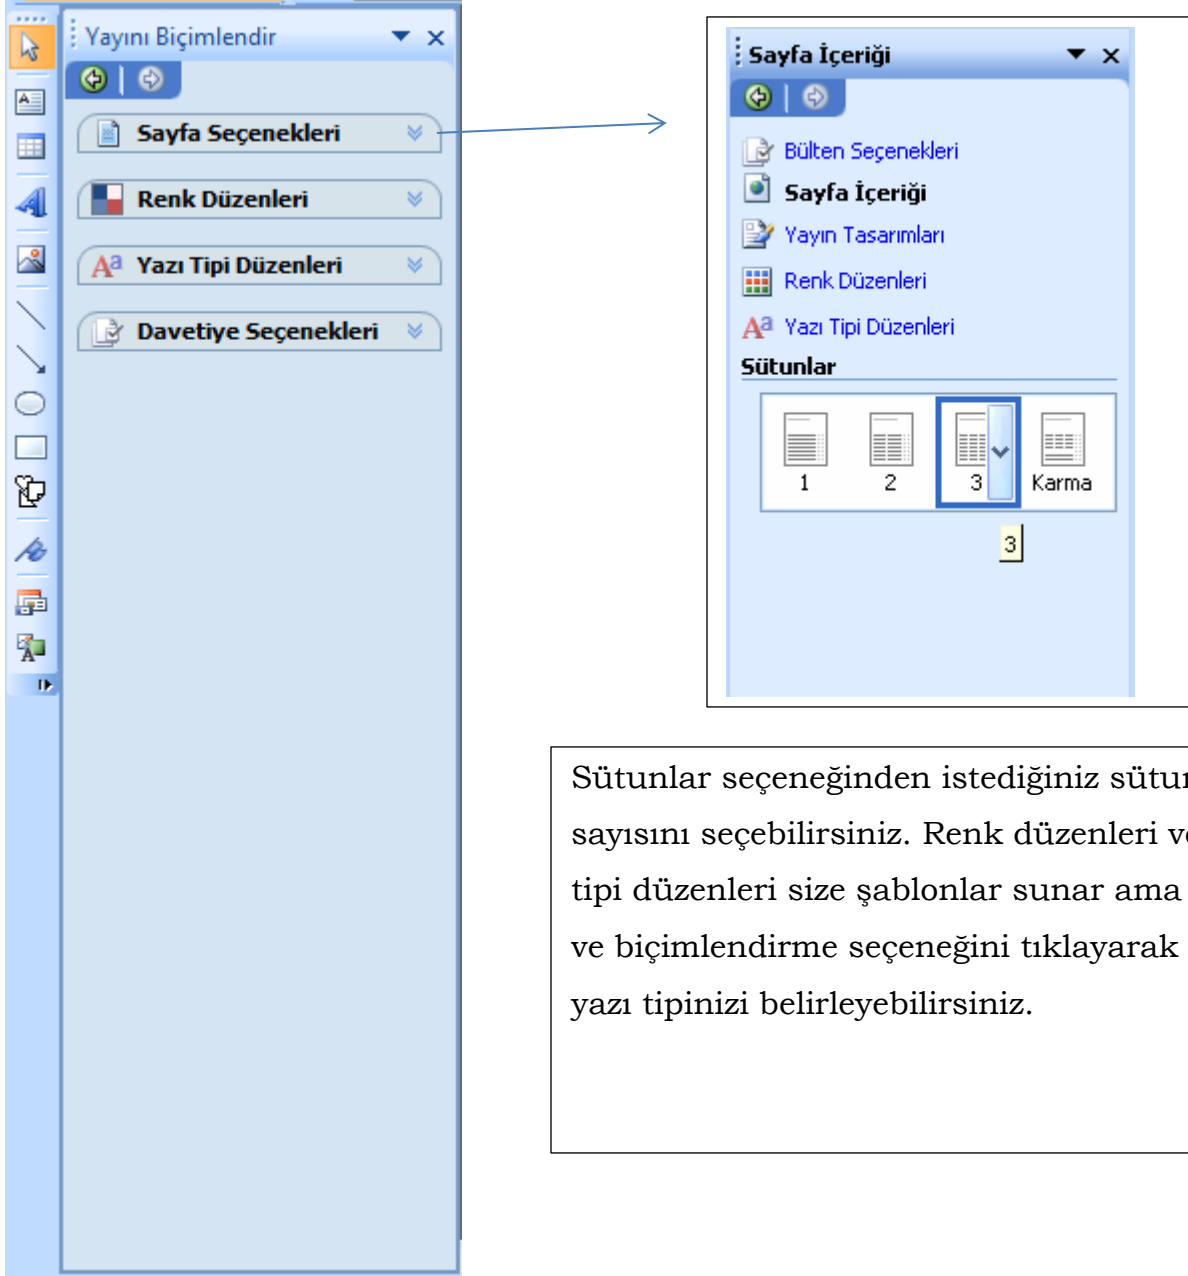 Yayını Biçimlendir
Sayfa Seçenekleri
Renk Düzenleri
Aa Yazı Tipi Düzenleri
Davetiye Seçenekleri
Sayfa İçeriği
Bülten Seçenekleri
Sayfa İçeriği
Yayın Tasarımları
Renk Düzenleri
Aa Yazı Tipi Düzenleri
Sütunlar
1 2 3 Karma
3
Sütunlar seçeneğinden istediğiniz
sayısını seçebilirsiniz. Renk düzenleri
tipi düzenleri size şablonlar sunar ama
ve biçimlendirme seçeneğini tıklayarak
yazı tipinizi belirleyebilirsiniz.